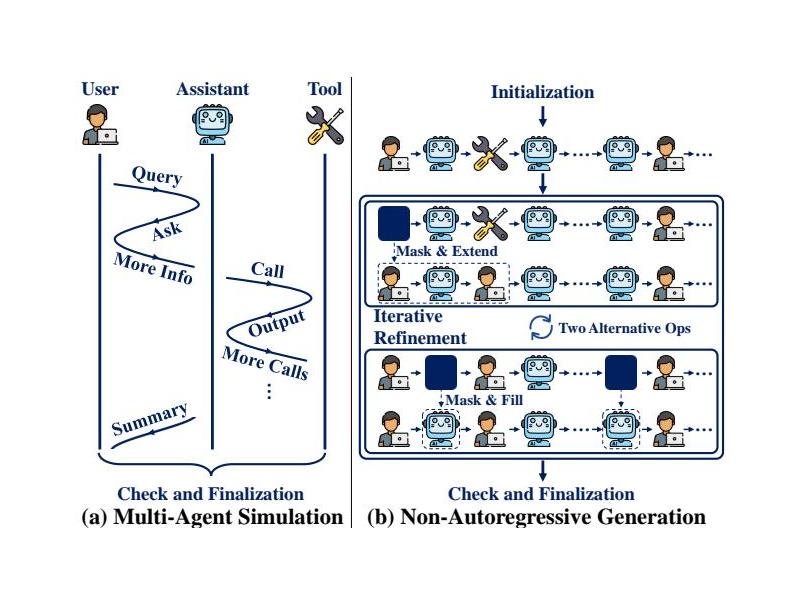 User
Assistant
Tool
Query
Ask
More Info
Call
Output
More Calls
⋮
Summary
Check and Finalization
(a) Multi-Agent Simulation
Initialization
Mask & Extend
Iterative
Refinement
Two Alternative Ops
Mask & Fill
Check and Finalization
(b) Non-Autoregressive Generation